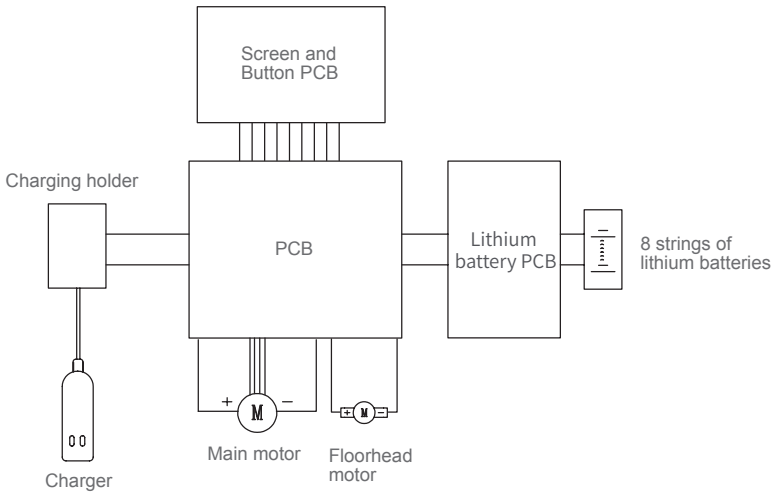 Screen and
Button PCB
Charging holder
PCB
Lithium
battery PCB
8 strings of
lithium batteries
+ M −
+ M −
Main motor
Floorhead
motor
Charger